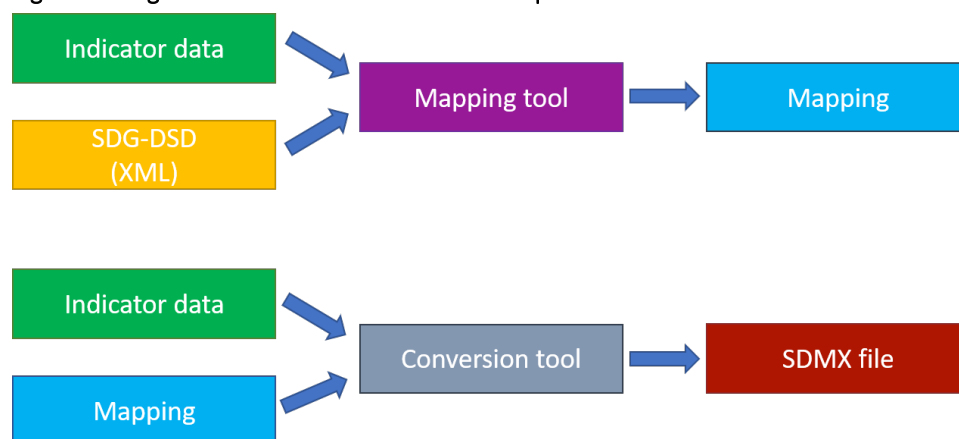 Indicator data
SDG-DSD
(XML)
Mapping tool
Mapping
Indicator data
Mapping
Conversion tool
SDMX file